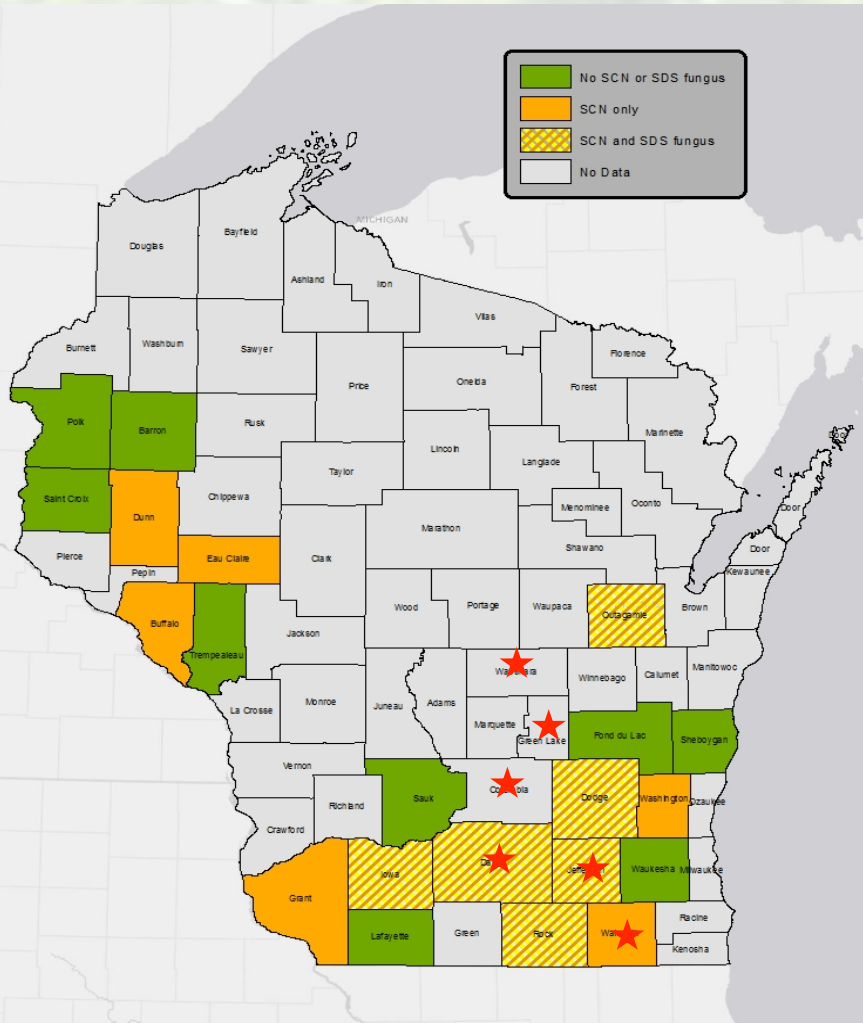 No SCN or SDS fungus
SCN only
SCN and SDS fungus
No Data
MICHIGAN
Douglas
Bayfield
Ashland
Iron
Vilas
Burnett
Washburn
Sawyer
Price
Oneida
Florence
Forest
Marinette
Polk
Barron
Rusk
Lincoln
Langlade
Taylor
Door
Saint Croix
Dunn
Chippewa
Menominee
Oconto
Door
Marathon
Clark
Shawano
Door
Pierce
Eau Claire
Pepin
Kewaunee
Buffalo
Wood
Portage
Waupaca
Outagamie
Brown
Jackson
Trempealeau
Winnebago
Calumet
Manitowoc
La Crosse
Monroe
Juneau
Adams
Marquette
Green Lake
Fond du Lac
Sheboygan
Vernon
Sauk
Dodge
Washington
Ozaukee
Richland
Crawford
Iowa
Waukesha
Milwaukee
Grant
Lafayette
Green
Rock
Racine
Kenosha